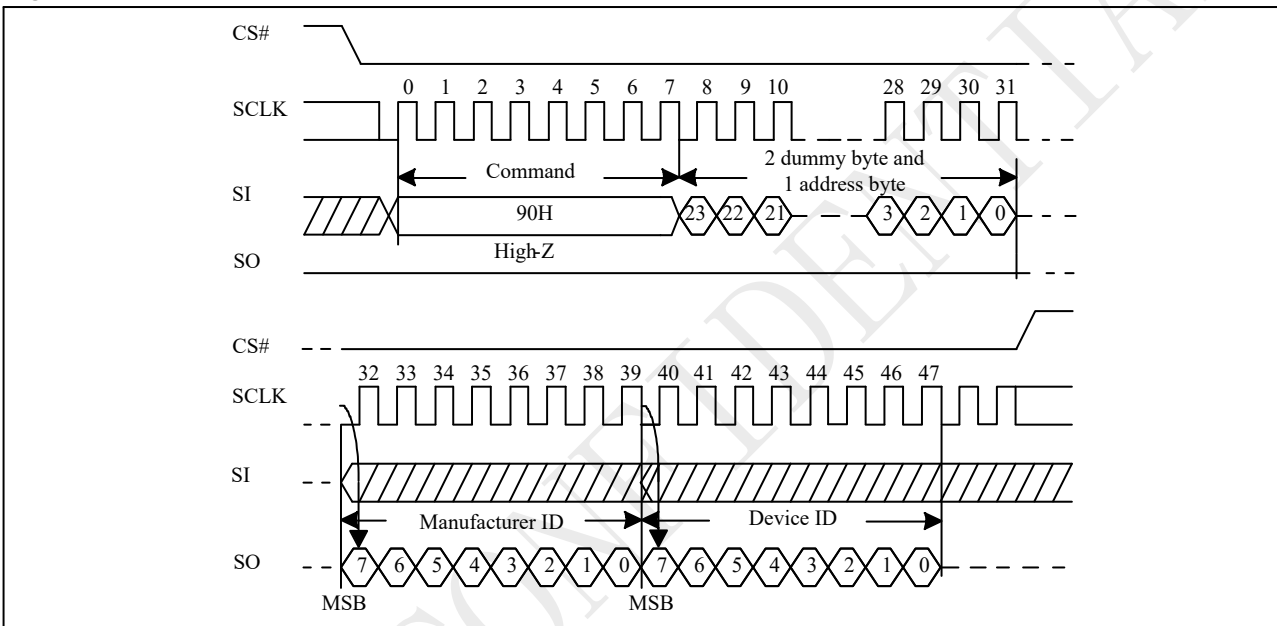 CS#
0 1 2 3 4 5 6 7 8 9 10 28 29 30 31
SCLK
Command
2 dummy byte and
1 address byte
SI
90H 23 22 21 3 2 1 0
High-Z
SO
CS#
32 33 34 35 36 37 38 39 40 41 42 43 44 45 46 47
SCLK
SI
Manufacturer ID Device ID
SO
7 6 5 4 3 2 1 0 7 6 5 4 3 2 1 0
MSB MSB